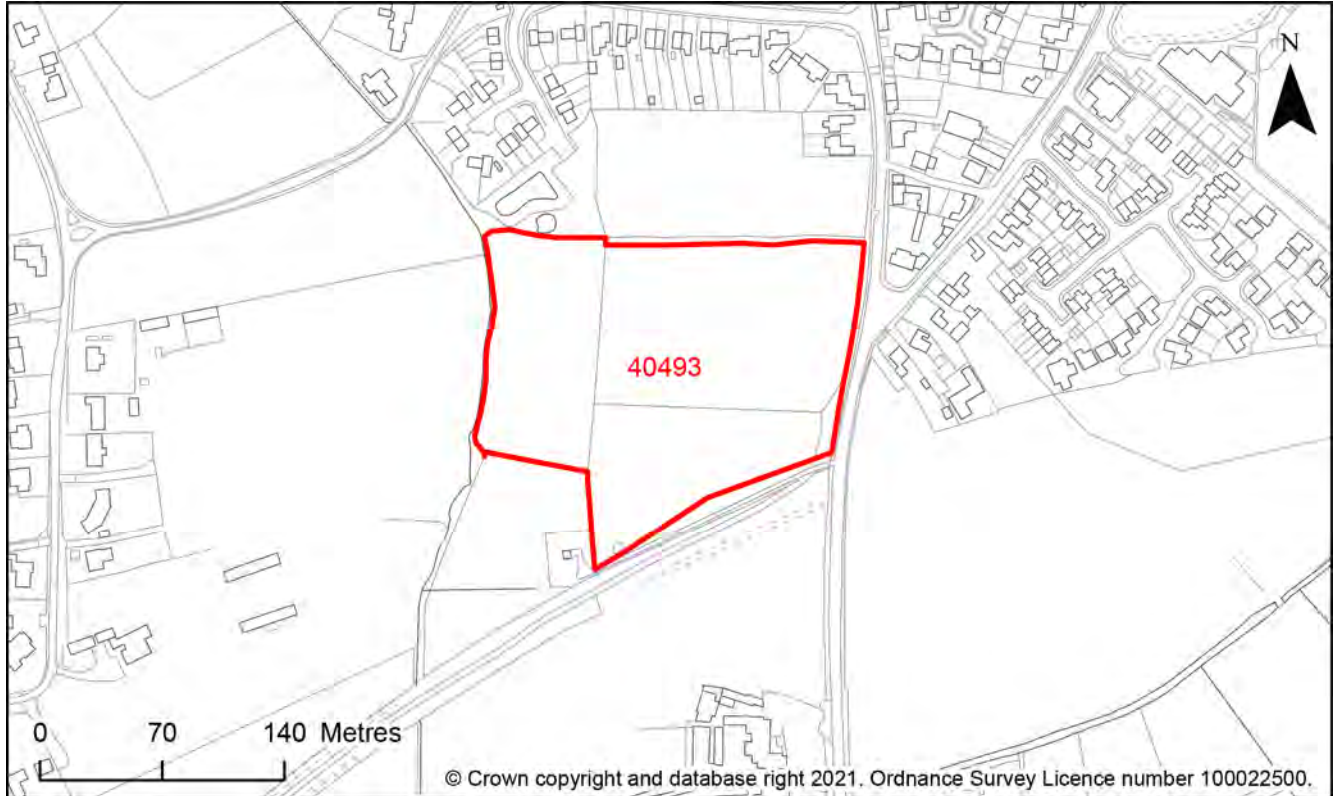 N
40493
0 70 140 Metres
© Crown copyright and database right 2021. Ordnance Survey Licence number 100022500.